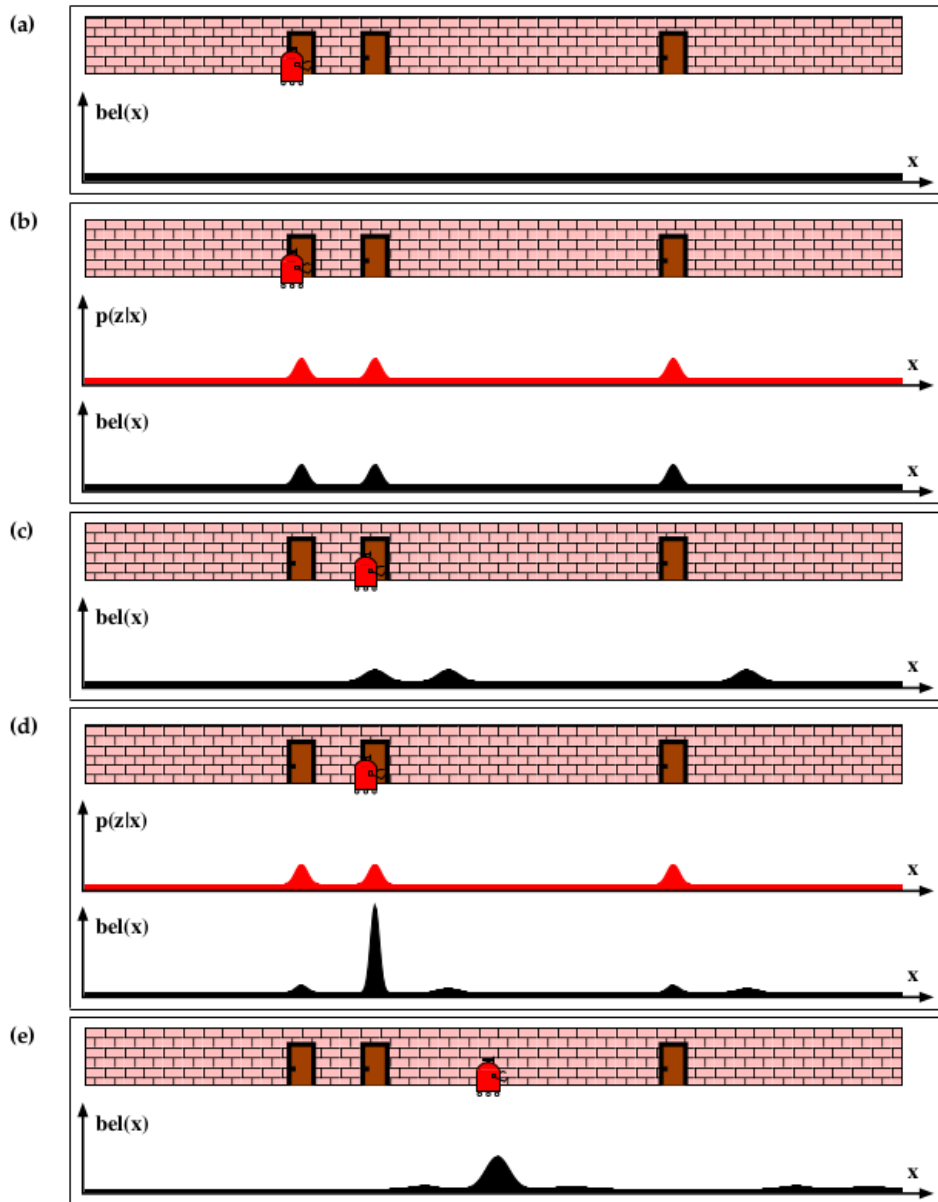 (a)
bel(x)
x
(b)
p(z|x)
x
bel(x)
x
(c)
bel(x)
x
(d)
p(z|x)
x
bel(x)
x
(e)
bel(x)
x